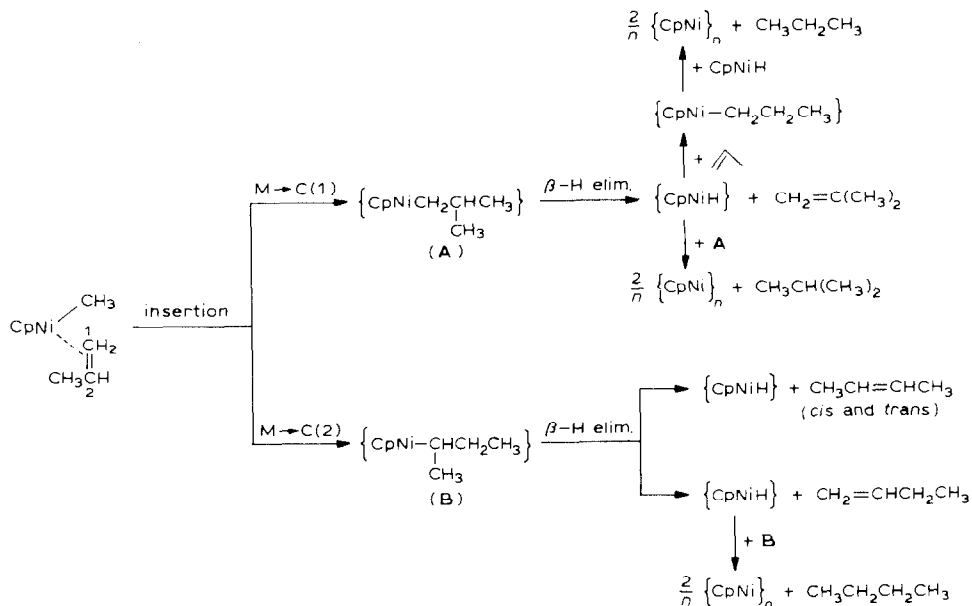 2/n {CpNi}n + CH3CH2CH3
+ CpNiH
{CpNi—CH2CH2CH3}
+
M→C(1)
{CpNiCH2CHCH3}
CH3
(A)
β-H elim.
{CpNiH} + CH2=C(CH3)2
+ A
2/n {CpNi}n + CH3CH(CH3)2
CH3
CpNi
1
CH2
CH3CH
2
insertion
{CpNiH} + CH3CH=CHCH3
(cis and trans)
M→C(2)
{CpNi—CHCH2CH3}
CH3
(B)
β-H elim.
{CpNiH} + CH2=CHCH2CH3
+ B
2/n {CpNi}n + CH3CH2CH2CH3